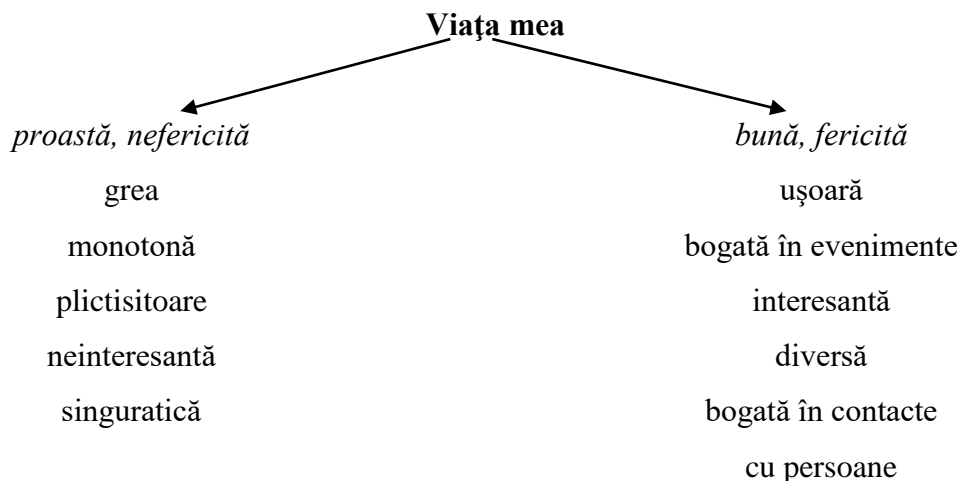 Viaţa mea
proastă, nefericită
bună, fericită
grea
uşoară
monotonă
bogată în evenimente
plictisitoare
interesantă
neinteresantă
diversă
singuratică
bogată în contacte
cu persoane